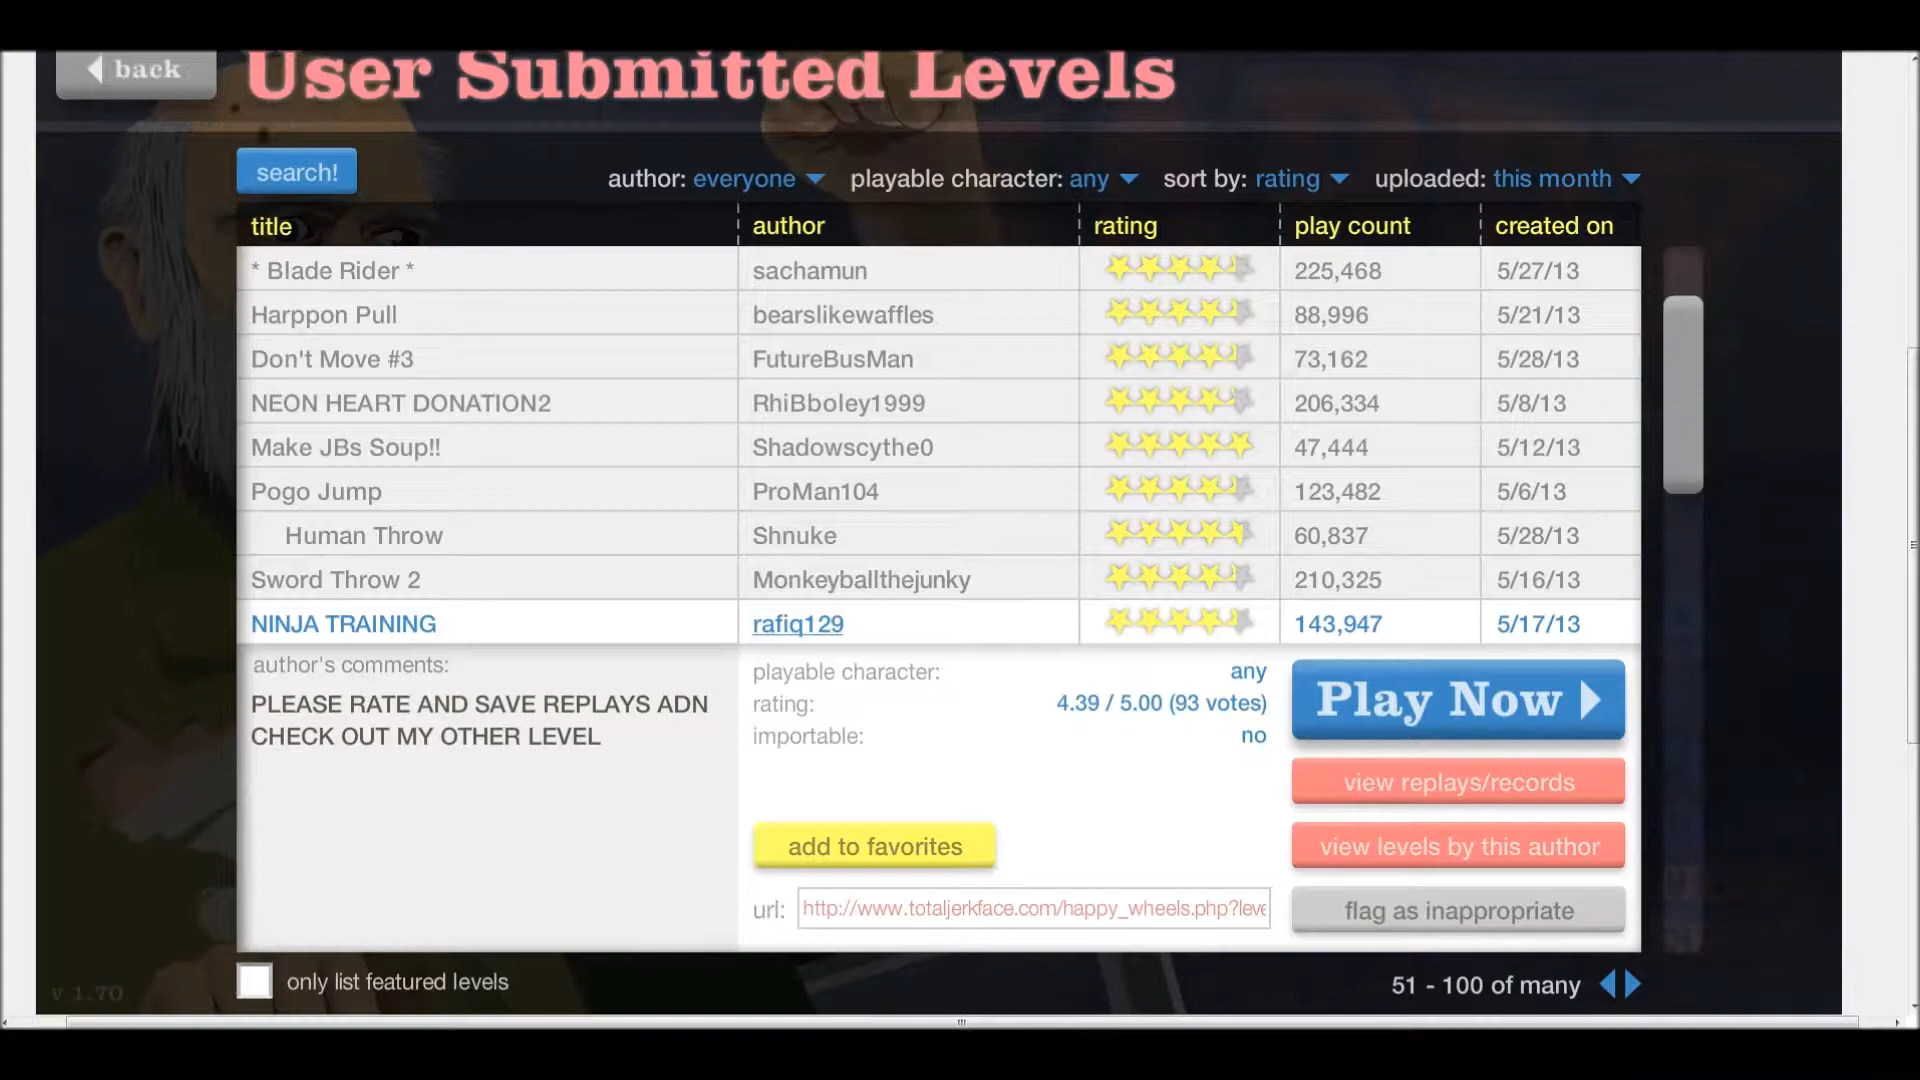 back
User Submitted Levels
search!
author: everyone playable character: any sort by: rating uploaded: this month
title author rating play count created on
* Blade Rider * sachamun 225,468 5/27/13
Harppon Pull bearslikewaffles 88,996 5/21/13
Don't Move #3 FutureBusMan 73,162 5/28/13
NEON HEART DONATION2 RhiBboley1999 206,334 5/8/13
Make JBs Soup!! Shadowscythe0 47,444 5/12/13
Pogo Jump ProMan104 123,482 5/6/13
Human Throw Shnuke 60,837 5/28/13
Sword Throw 2 Monkeyballthejunky 210,325 5/16/13
NINJA TRAINING rafiq129 143,947 5/17/13
author's comments:
PLEASE RATE AND SAVE REPLAYS ADN
CHECK OUT MY OTHER LEVEL
playable character: any
rating: 4.39 / 5.00 (93 votes)
importable: no
add to favorites
url: http://www.totaljerkface.com/happy_wheels.php?leve
Play Now
view replays/records
view levels by this author
flag as inappropriate
only list featured levels
51 - 100 of many
v 1.70